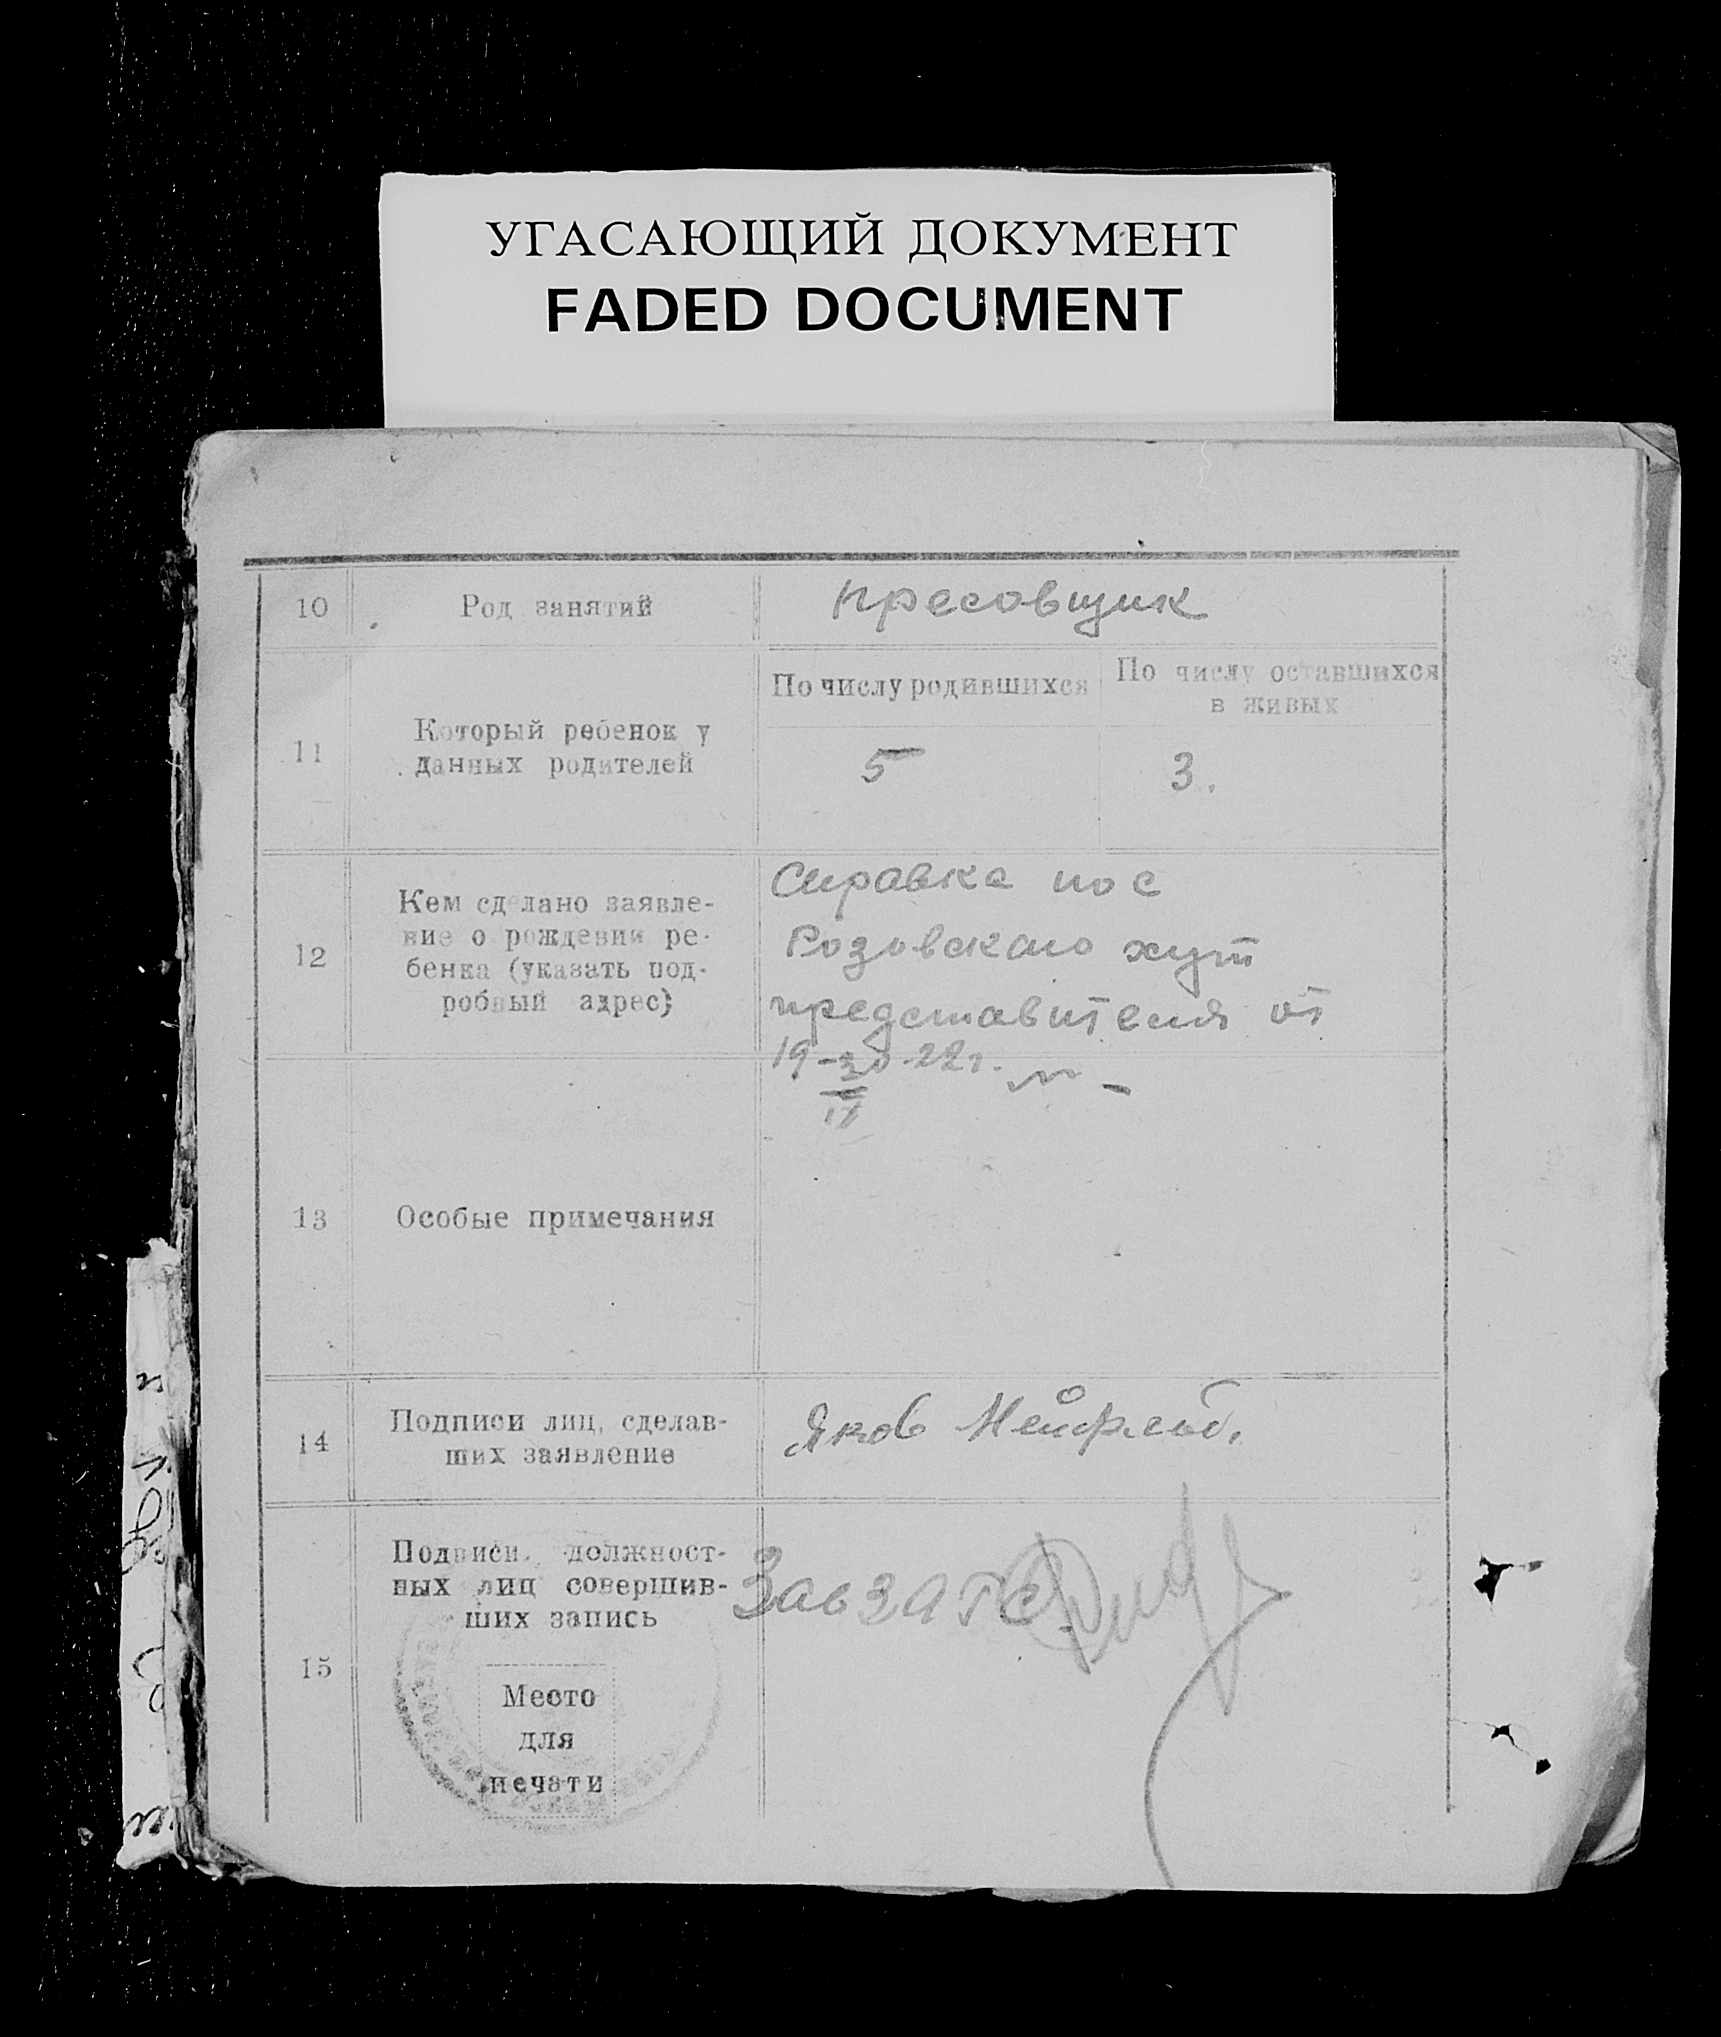 УГАСАЮЩИЙ ДОКУМЕНТ
FADED DOCUMENT
10
Род занятий
пресовщик
11
Который ребенок у
данных родителей
По числу родившихся
По числу оставшихся
в живых
5
3.
12
Кем сделано заявле-
ние о рождении ре-
бенка (указать под-
робный адрес)
Справка пос
Розовскаго хут
представителя от
13
Особые примечания
14
Подписи лиц, сделав-
ших заявление
Яков
15
Подписи должност-
ных лиц совершив-
ших запись
Место
для
печати
Завзагс